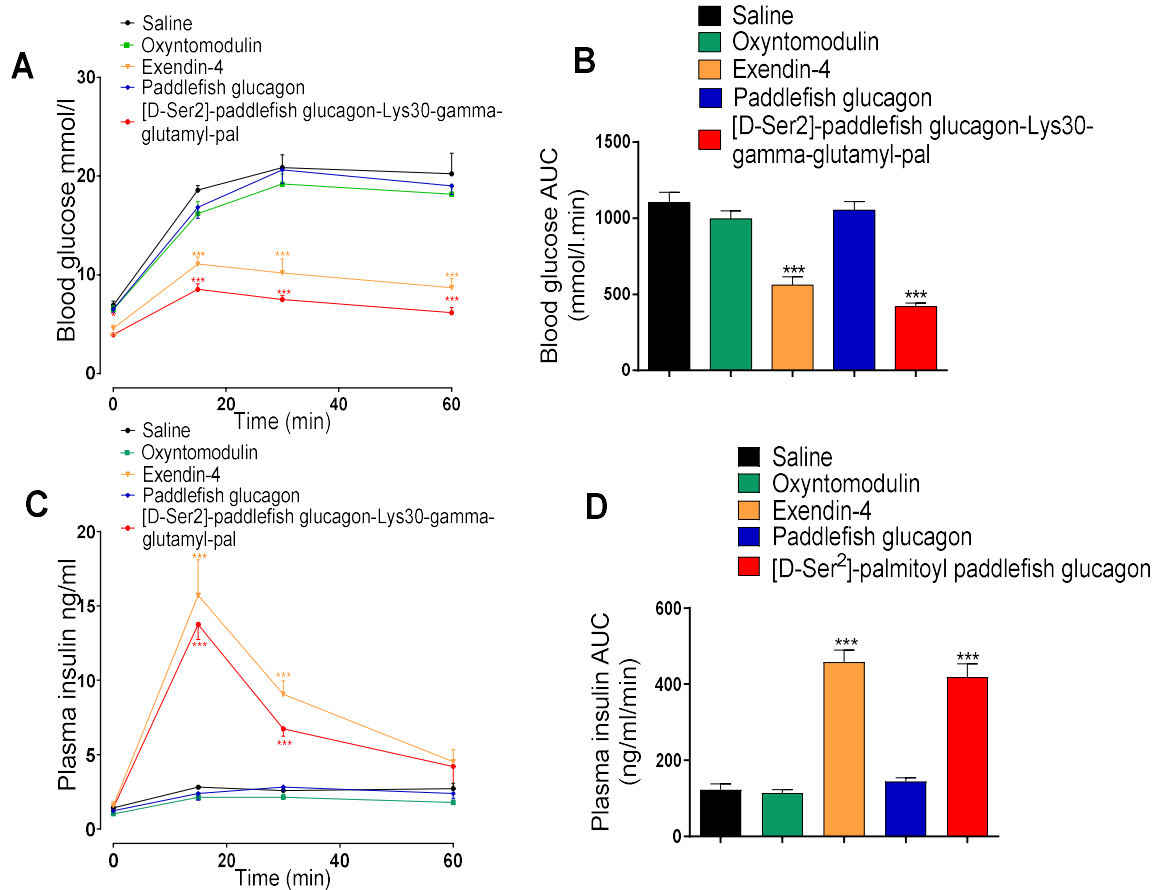 A
Saline
Oxyntomodulin
Exendin-4
Paddlefish glucagon
[D-Ser2]-paddlefish glucagon-Lys30-gamma-
glutamyl-pal
Blood glucose mmol/l
30
20
10
0
***
***
***
***
***
***
*
0
20
40
60
Time (min)
B
Saline
Oxyntomodulin
Exendin-4
Paddlefish glucagon
[D-Ser2]-paddlefish glucagon-Lys30-
gamma-glutamyl-pal
Blood glucose AUC
(mmol/l.min)
1500
1000
500
0
***
***
C
Saline
Oxyntomodulin
Exendin-4
Paddlefish glucagon
[D-Ser2]-paddlefish glucagon-Lys30-gamma-
glutamyl-pal
Plasma insulin ng/ml
20
15
10
5
0
***
***
***
***
0
20
40
60
Time (min)
D
Saline
Oxyntomodulin
Exendin-4
Paddlefish glucagon
[D-Ser²]-palmitoyl paddlefish glucagon
Plasma insulin AUC
(ng/ml/min)
600
400
200
0
***
***